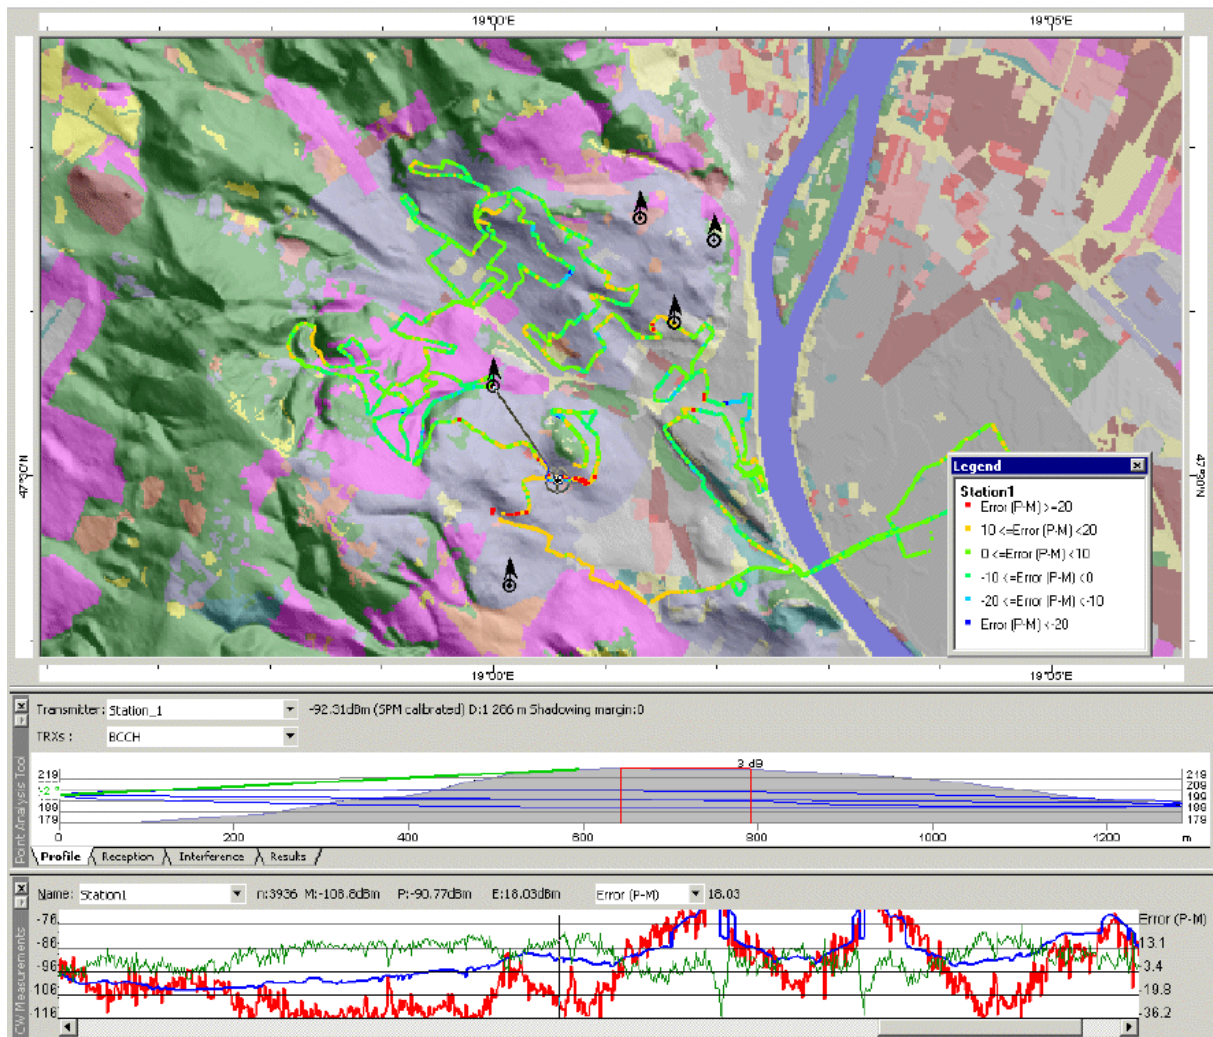 19°00'E 19°05'E
47°30'N 47°30'N
Legend
Station1
Error (P-M) >=20
10 <=Error (P-M) <20
0 <=Error (P-M) <10
-10 <=Error (P-M) <0
-20 <=Error (P-M) <-10
Error (P-M) <-20
19°00'E 19°05'E
Point Analysis Tool
Transmitter: Station_1 -92.31dBm (SPM calibrated) D:1 286 m Shadowing margin:0
TRXs : BCCH
3 dB
219 219
209
199
199 189
179 179
0 200 400 600 800 1000 1200 m
Profile Reception Interference Results
CW Measurements
Name: Station1 n:3936 M:-108.8dBm P:-90.77dBm E:18.03dBm Error (P-M) 18.03
-76 Error (P-M)
-86 13.1
-96 -3.4
-106 -19.8
-116 -36.2